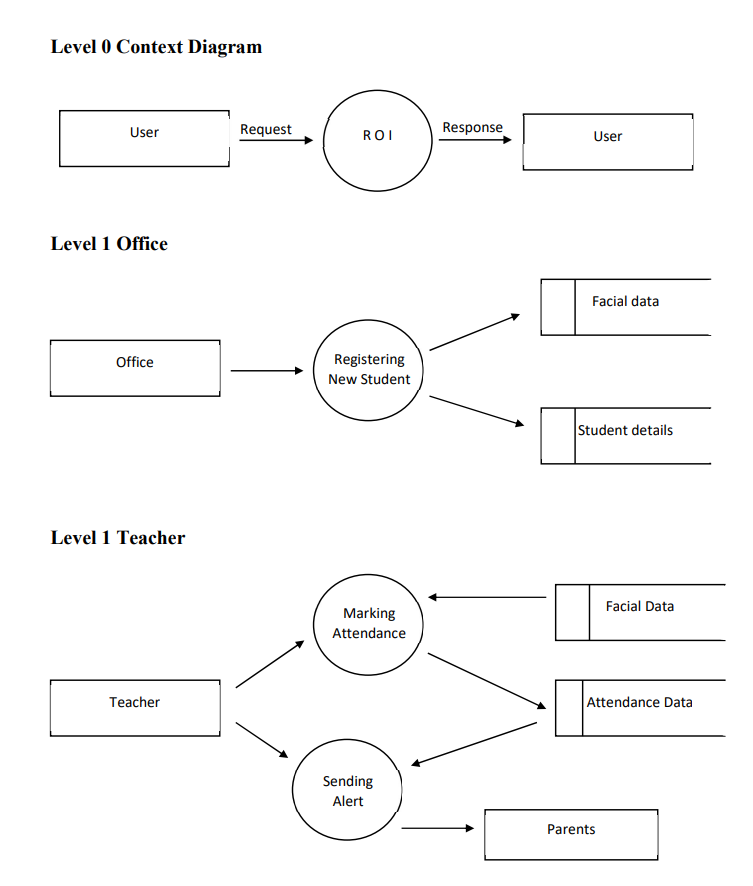 Level 0 Context Diagram
User
Request
R O I
Response
User
Level 1 Office
Office
Registering
New Student
Facial data
Student details
Level 1 Teacher
Marking
Attendance
Facial Data
Teacher
Attendance Data
Sending
Alert
Parents